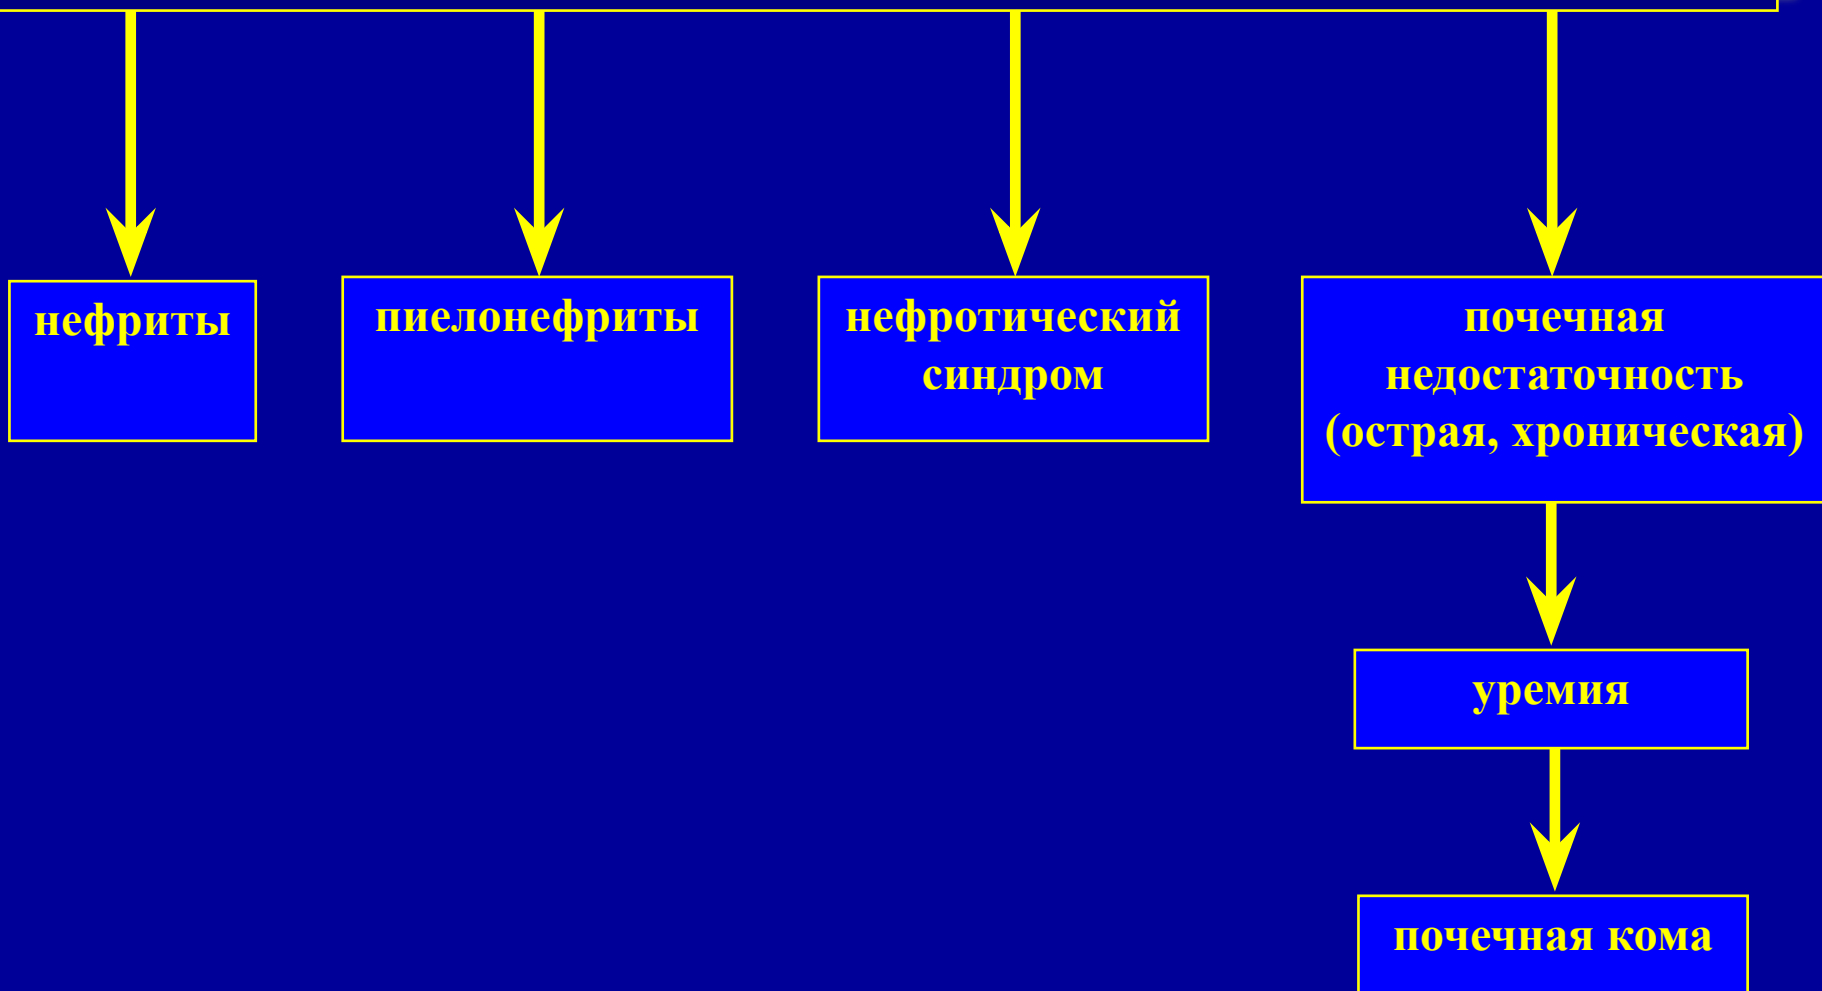 нефриты
пиелонефриты
нефротический
синдром
почечная
недостаточность
(острая, хроническая)
уремия
почечная кома